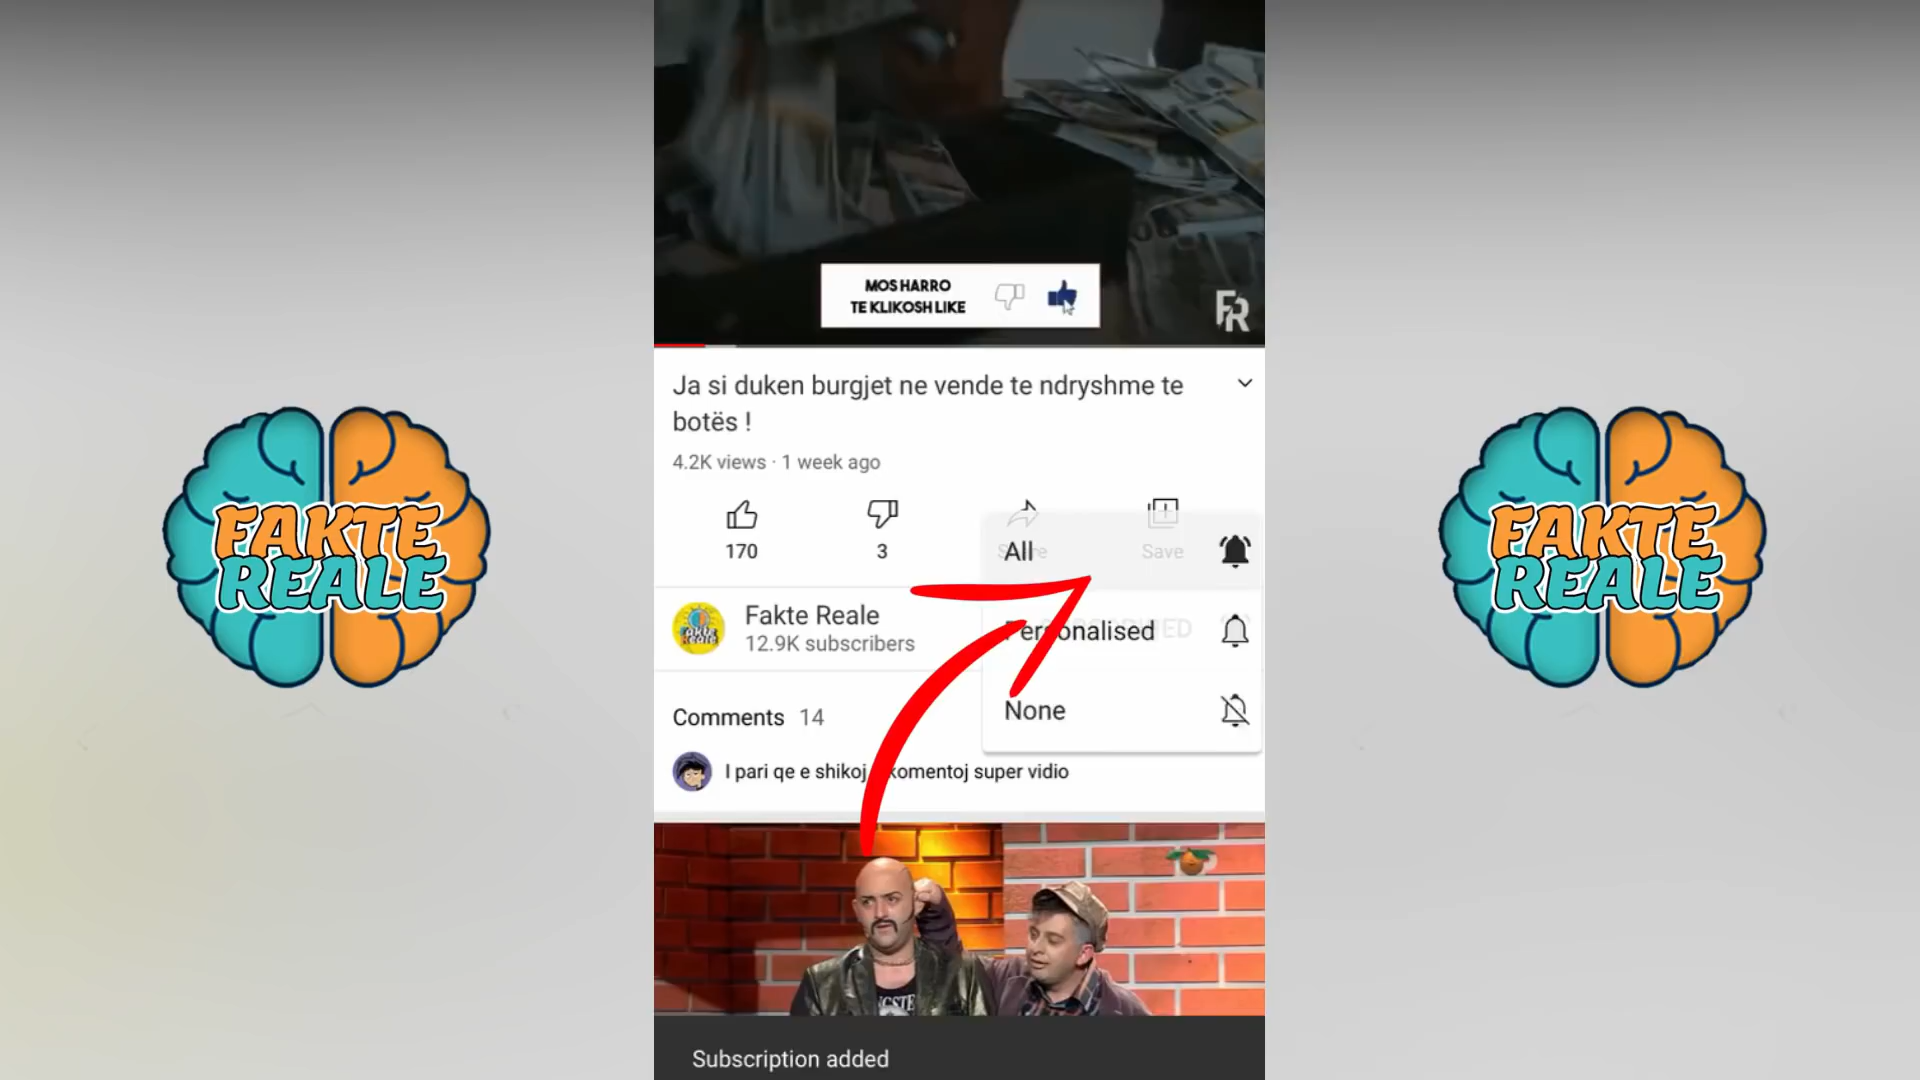 MOS HARRO
TE KLIKOSH LIKE
FR
Ja si duken burgjet ne vende te ndryshme te
botës !
4.2K views · 1 week ago
170
3
All
Save
Fakte Reale
12.9K subscribers
Personalised
None
Comments 14
I pari qe e shikoj komentoj super vidio
Subscription added
FAKTE
REALE
FAKTE
REALE